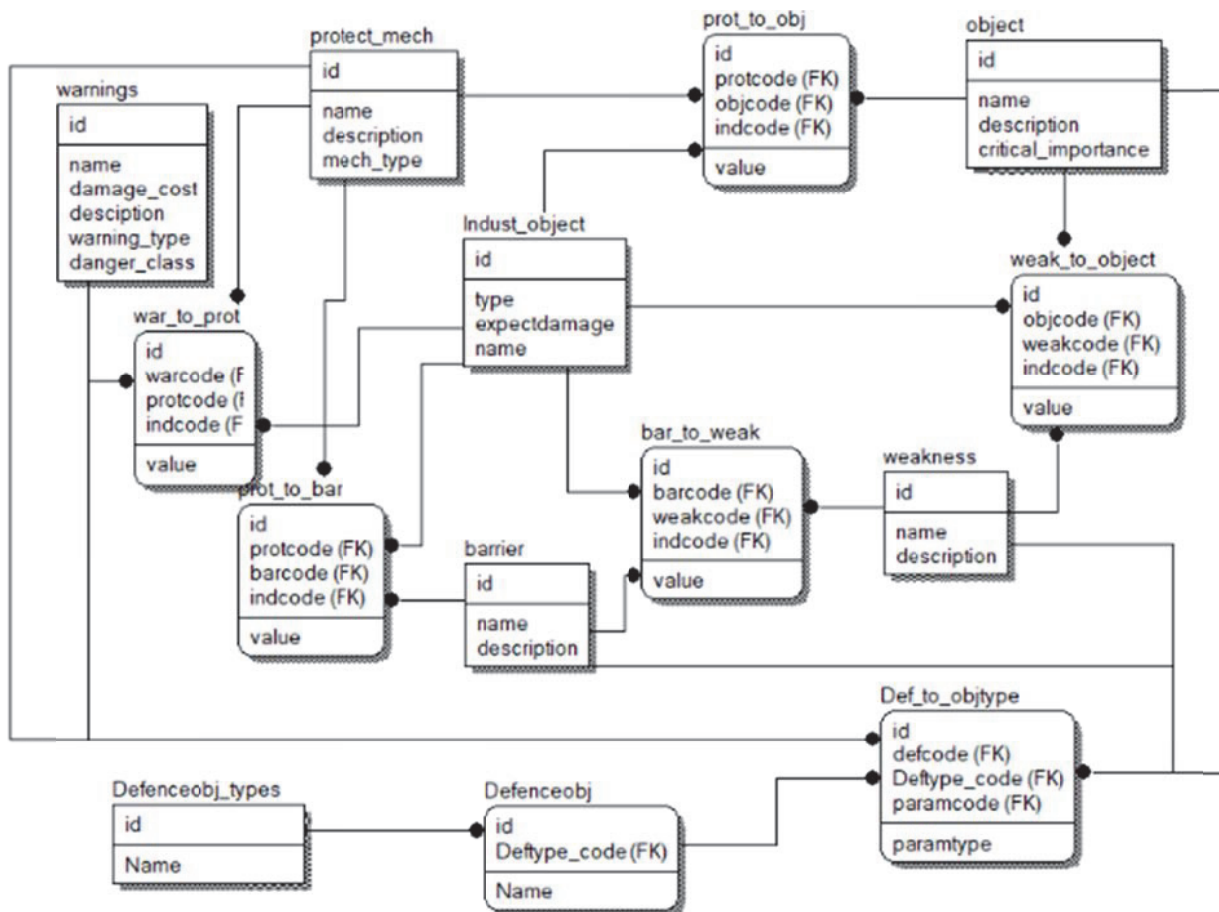 protect_mech
id
name
description
mech_type
prot_to_obj
id
protcode (FK)
objcode (FK)
indcode (FK)
value
object
id
name
description
critical_importance
warnings
id
name
damage_cost
desciption
warning_type
danger_class
Indust_object
id
type
expectdamage
name
weak_to_object
id
objcode (FK)
weakcode (FK)
indcode (FK)
value
war_to_prot
id
warcode (F
protcode (F
indcode (F
value
bar_to_weak
id
barcode (FK)
weakcode (FK)
indcode (FK)
value
weakness
id
name
description
prot_to_bar
id
protcode (FK)
barcode (FK)
indcode (FK)
value
barrier
id
name
description
Def_to_objtype
id
defcode (FK)
Deftype_code (FK)
paramcode (FK)
paramtype
Defenceobj_types
id
Name
Defenceobj
id
Deftype_code (FK)
Name